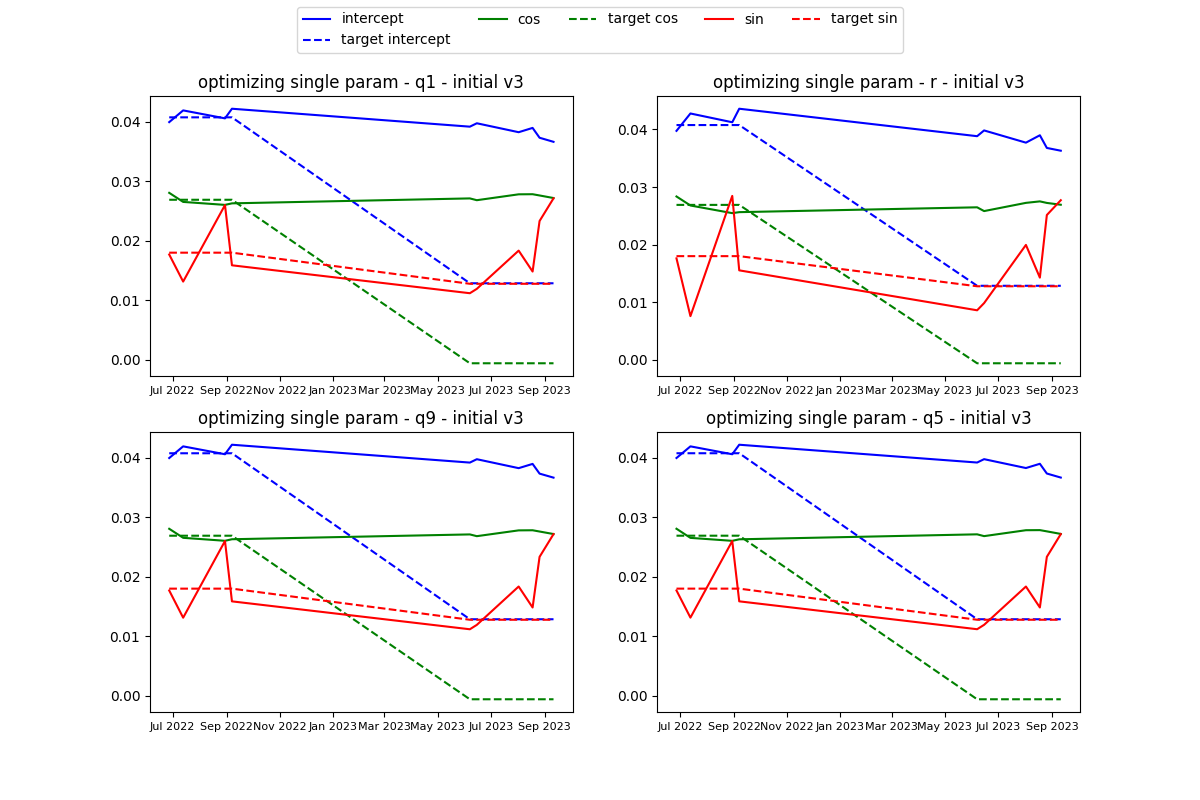 intercept cos target cos sin target sin
target intercept
optimizing single param - q1 - initial v3
0.04
0.03
0.02
0.01
0.00
Jul 2022 Sep 2022 Nov 2022 Jan 2023 Mar 2023 May 2023 Jul 2023 Sep 2023
optimizing single param - r - initial v3
0.04
0.03
0.02
0.01
0.00
Jul 2022 Sep 2022 Nov 2022 Jan 2023 Mar 2023 May 2023 Jul 2023 Sep 2023
optimizing single param - q9 - initial v3
0.04
0.03
0.02
0.01
0.00
Jul 2022 Sep 2022 Nov 2022 Jan 2023 Mar 2023 May 2023 Jul 2023 Sep 2023
optimizing single param - q5 - initial v3
0.04
0.03
0.02
0.01
0.00
Jul 2022 Sep 2022 Nov 2022 Jan 2023 Mar 2023 May 2023 Jul 2023 Sep 2023